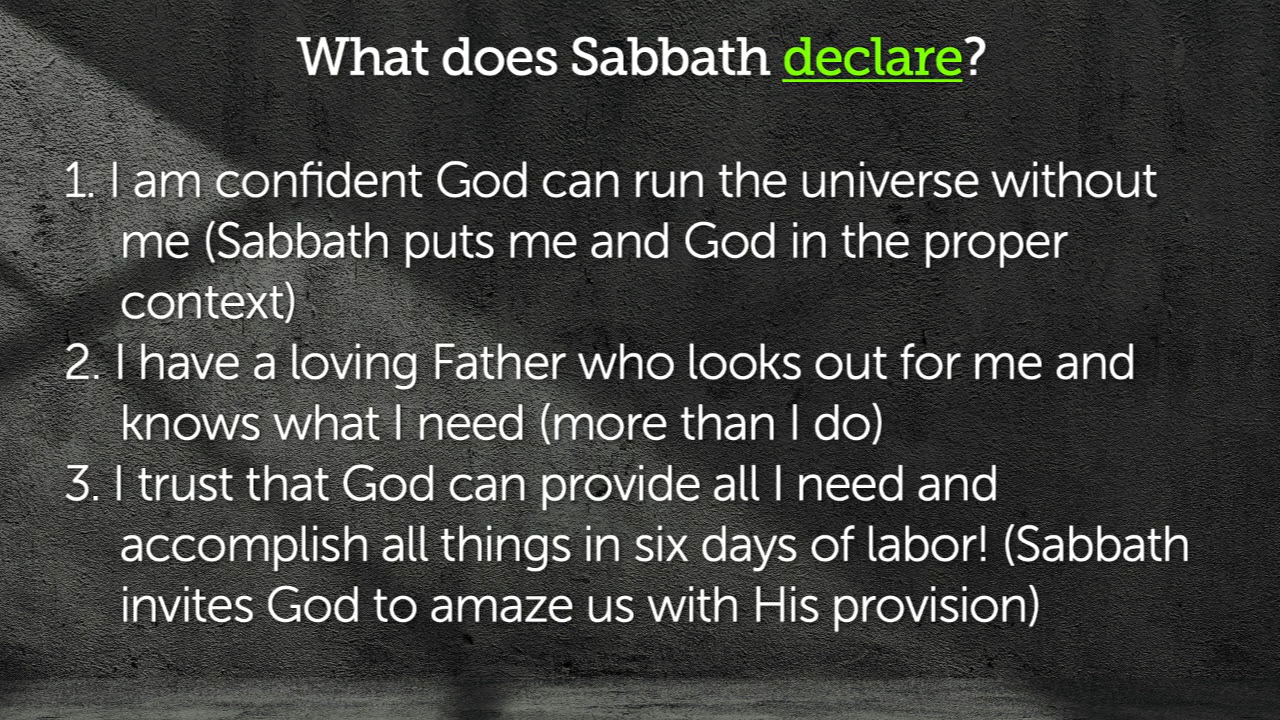 What does Sabbath declare?
1. I am confident God can run the universe without
me (Sabbath puts me and God in the proper
context)
2. I have a loving Father who looks out for me and
knows what I need (more than I do)
3. I trust that God can provide all I need and
accomplish all things in six days of labor! (Sabbath
invites God to amaze us with His provision)